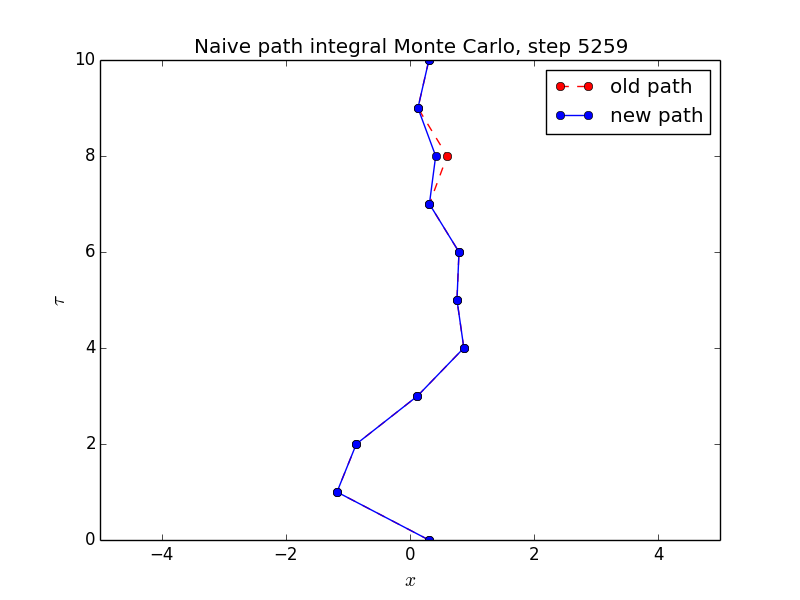 Naive path integral Monte Carlo, step 5259
old path
new path
10
8
6
4
2
0
τ
−4 −2 0 2 4
x